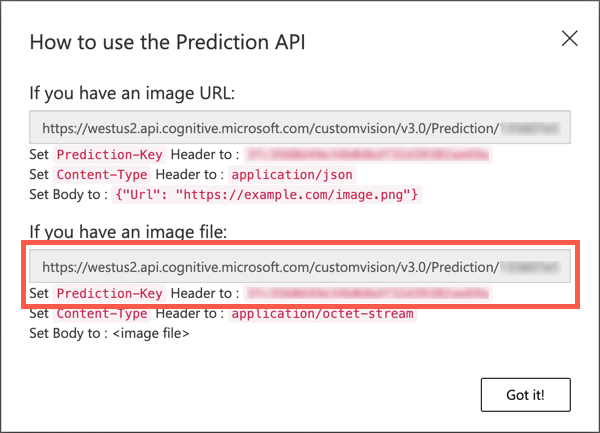 How to use the Prediction API
If you have an image URL:
https://westus2.api.cognitive.microsoft.com/customvision/v3.0/Prediction/
Set Prediction-Key Header to :
Set Content-Type Header to : application/json
Set Body to : {"Url": "https://example.com/image.png"}
If you have an image file:
https://westus2.api.cognitive.microsoft.com/customvision/v3.0/Prediction/
Set Prediction-Key Header to :
Set Content-Type Header to : application/octet-stream
Set Body to : <image file>
Got it!